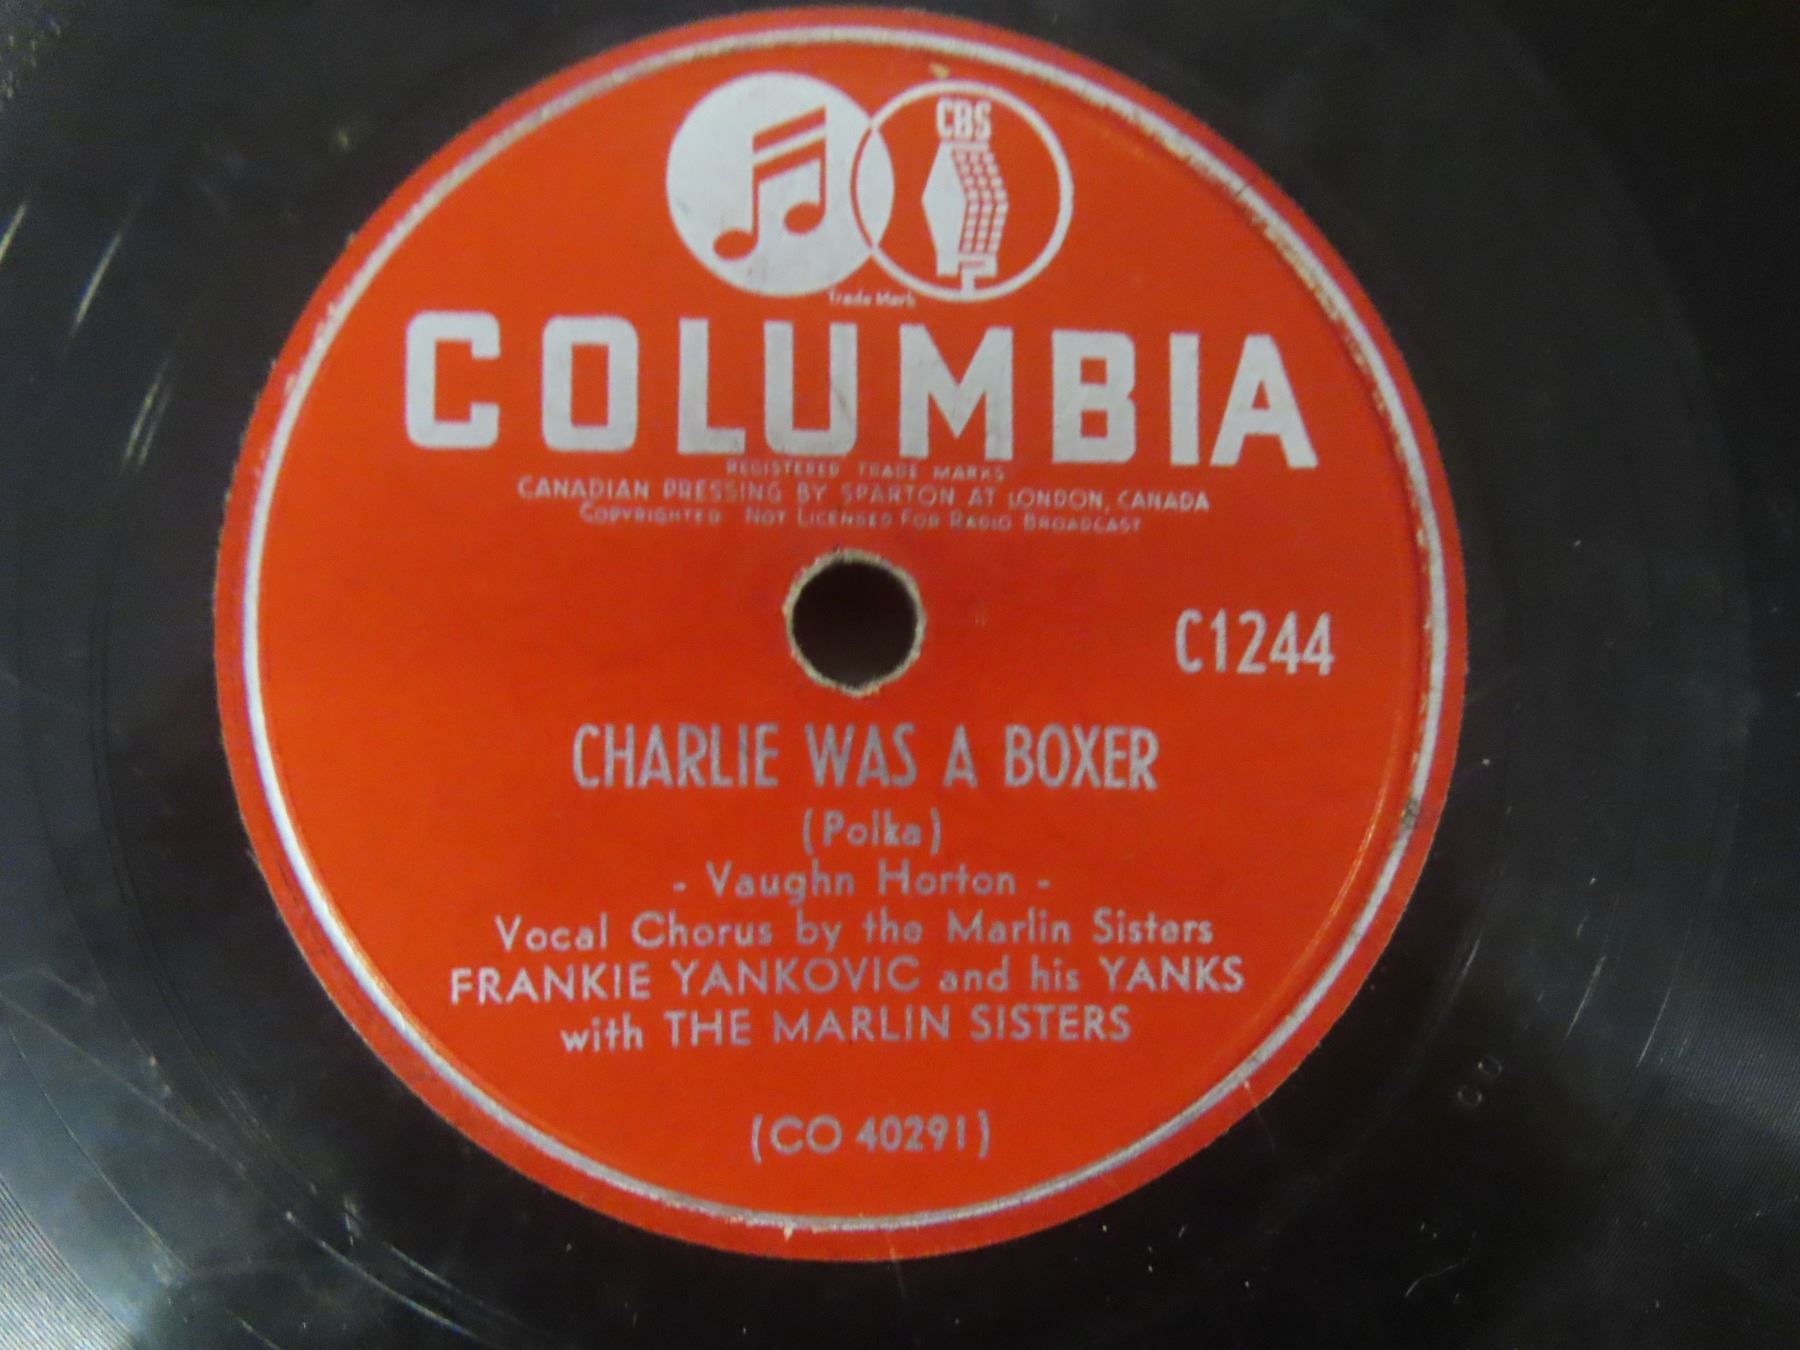 CBS
Trade Mark
COLUMBIA
REGISTERED TRADE MARKS
CANADIAN PRESSING BY SPARTON AT LONDON, CANADA
COPYRIGHTED NOT LICENSED FOR RADIO BROADCAST
C1244
CHARLIE WAS A BOXER
(Polka)
- Vaughn Horton -
Vocal Chorus by the Marlin Sisters
FRANKIE YANKOVIC and his YANKS
with THE MARLIN SISTERS
(CO 40291)